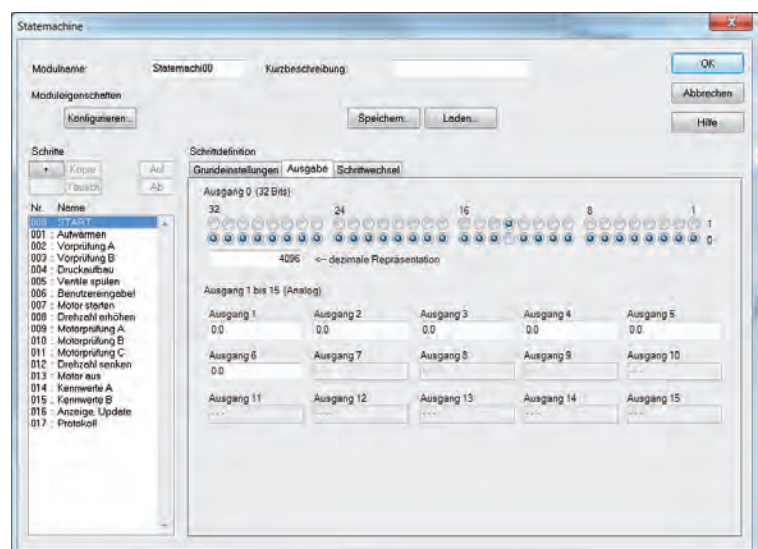 Statemachine
Modulname: Statemachi00 Kurzbeschreibung: OK
Moduleigenschaften Abbrechen
Konfigurieren... Speichern... Laden... Hilfe
Schritte Schrittdefinition
+ Kopie Auf Grundeinstellungen Ausgabe Schrittwechsel
Tausch Ab
Ausgang 0 (32 Bits)
Nr. Name 32 24 16 8 1
000 : START 1
001 : Aufwärmen 0
002 : Vorprüfung A
003 : Vorprüfung B 4096 <-- dezimale Repräsentation
004 : Druckaufbau
005 : Ventile spülen
006 : Benutzereingabel Ausgang 1 bis 15 (Analog)
007 : Motor starten
008 : Drehzahl erhöhen Ausgang 1 Ausgang 2 Ausgang 3 Ausgang 4 Ausgang 5
009 : Motorprüfung A 0.0 0.0 0.0 0.0 0.0
010 : Motorprüfung B
011 : Motorprüfung C Ausgang 6 Ausgang 7 Ausgang 8 Ausgang 9 Ausgang 10
012 : Drehzahl senken 0.0 - - - - - - - - - - - -
013 : Motor aus
014 : Kennwerte A Ausgang 11 Ausgang 12 Ausgang 13 Ausgang 14 Ausgang 15
015 : Kennwerte B - - - - - - - - - - - - - - -
016 : Anzeige, Update
017 : Protokoll